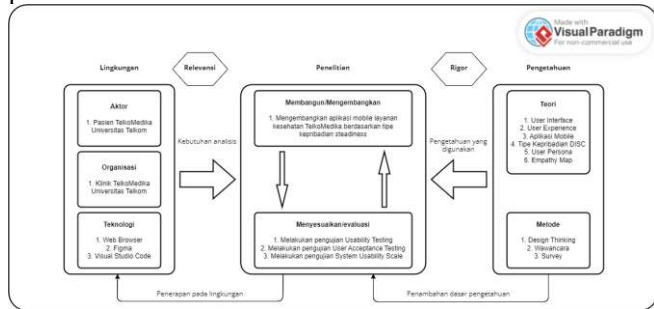 Made with
VisualParadigm
For non-commercial use
Lingkungan
Relevansi
Penelitian
Rigor
Pengetahuan
Aktor
1. Pasien TelkoMedika
Universitas Telkom
Organisasi
1. Klinik TelkoMedika
Universitas Telkom
Teknologi
1. Web Browser
2. Figma
3. Visual Studio Code
Kebutuhan analisis
Membangun/Mengembangkan
1. Mengembangkan aplikasi mobile layanan
kesehatan TelkoMedika berdasarkan tipe
kepribadian steadiness
Menyesuaikan/evaluasi
1. Melakukan pengujian Usability Testing
2. Melakukan pengujian User Acceptance Testing
3. Melakukan pengujian System Usability Scale
Pengetahuan yang
digunakan
Teori
1. User Interface
2. User Experience
3. Aplikasi Mobile
4. Tipe Kepribadian DISC
5. User Persona
6. Empathy Map
Metode
1. Design Thinking
2. Wawancara
3. Survey
Penerapan pada lingkungan
Penambahan dasar pengetahuan